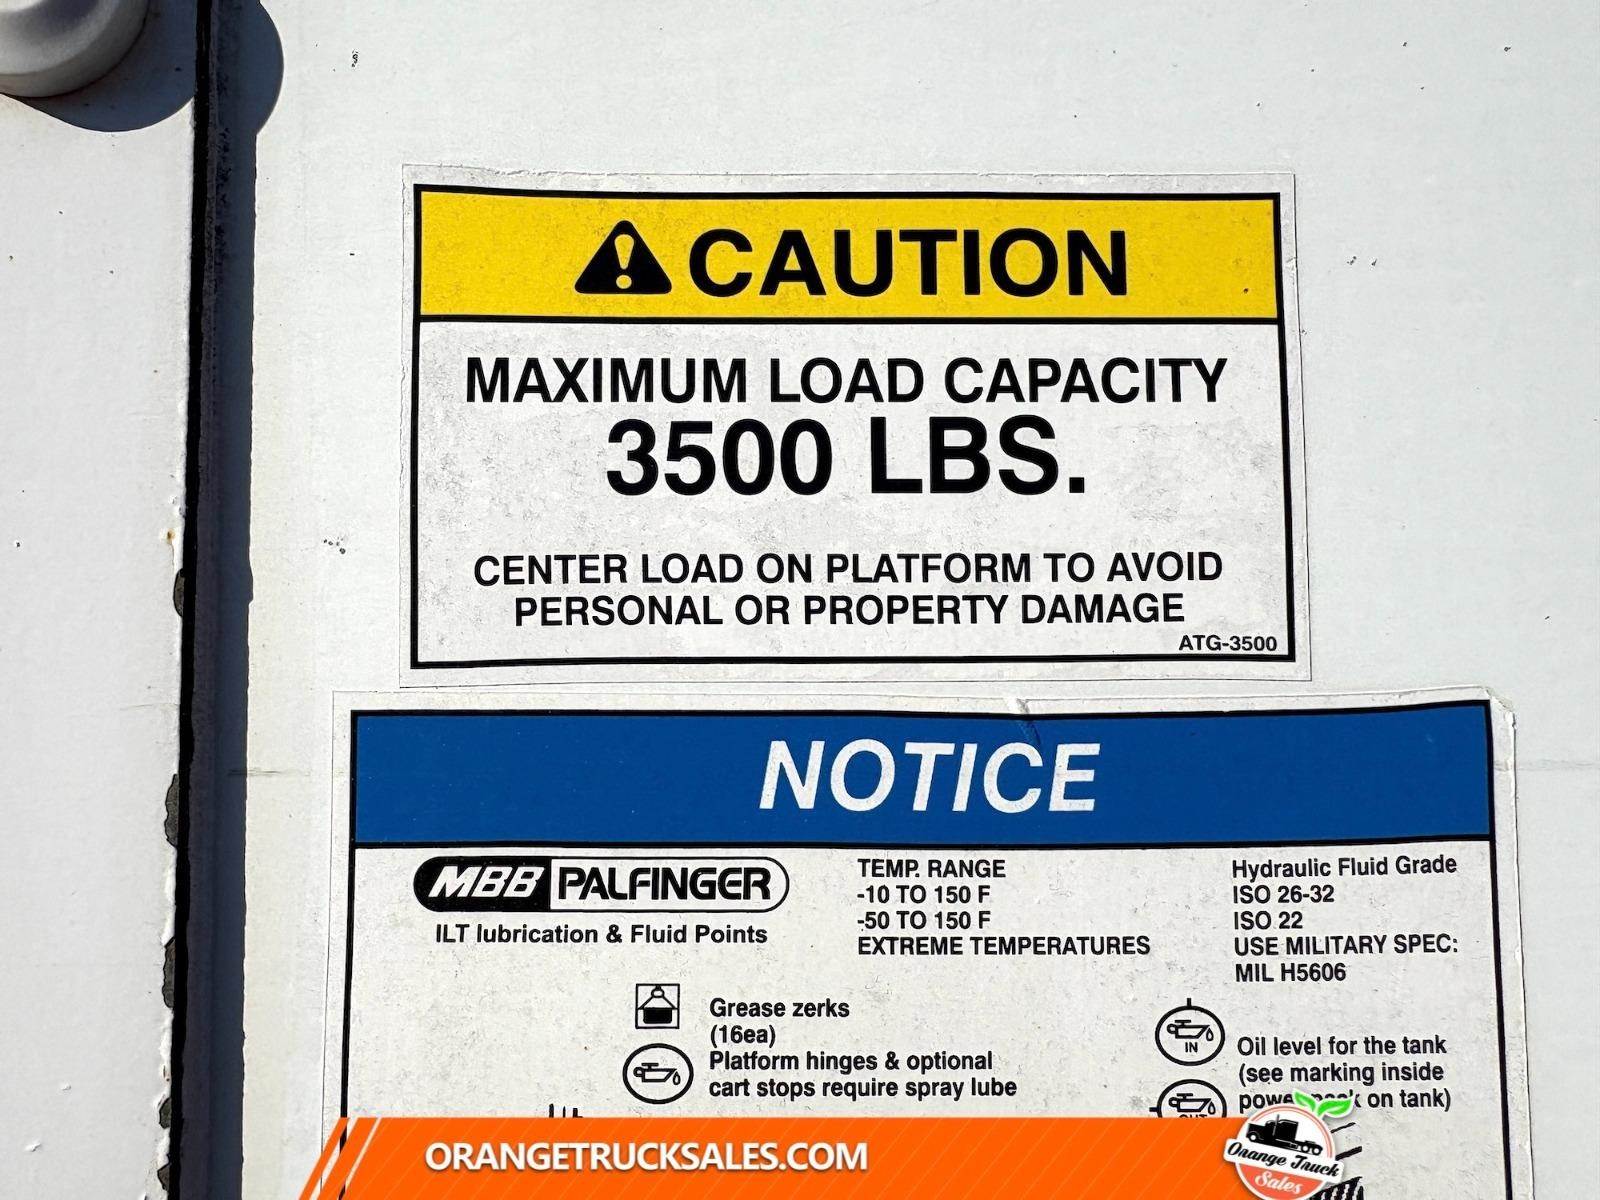 CAUTION
MAXIMUM LOAD CAPACITY
3500 LBS.
CENTER LOAD ON PLATFORM TO AVOID
PERSONAL OR PROPERTY DAMAGE
ATG-3500
NOTICE
MBB PALFINGER
ILT lubrication & Fluid Points
TEMP. RANGE
-10 TO 150 F
-50 TO 150 F
EXTREME TEMPERATURES
Hydraulic Fluid Grade
ISO 26-32
ISO 22
USE MILITARY SPEC:
MIL H5606
Grease zerks
(16ea)
Platform hinges & optional
cart stops require spray lube
IN
Oil level for the tank
(see marking inside
on tank)
ORANGETRUCKSALES.COM
Orange Truck
Sales